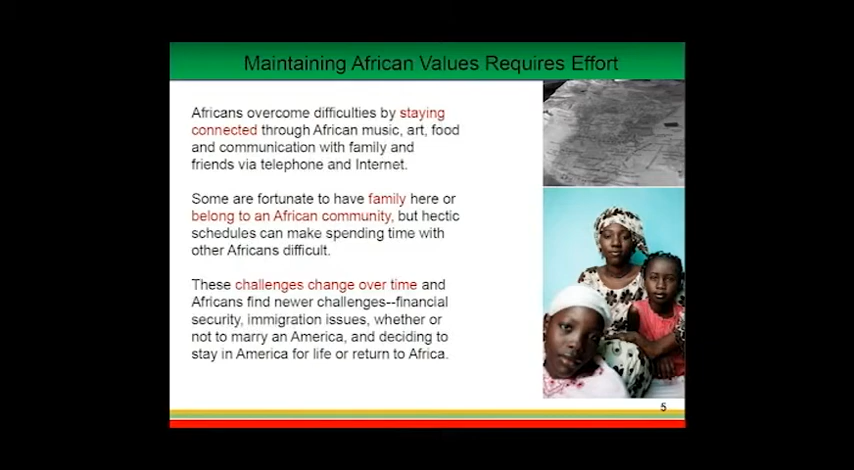 Maintaining African Values Requires Effort
Africans overcome difficulties by staying
connected through African music, art, food
and communication with family and
friends via telephone and Internet.
Some are fortunate to have family here or
belong to an African community, but hectic
schedules can make spending time with
other Africans difficult.
These challenges change over time and
Africans find newer challenges--financial
security, immigration issues, whether or
not to marry an America, and deciding to
stay in America for life or return to Africa.
5